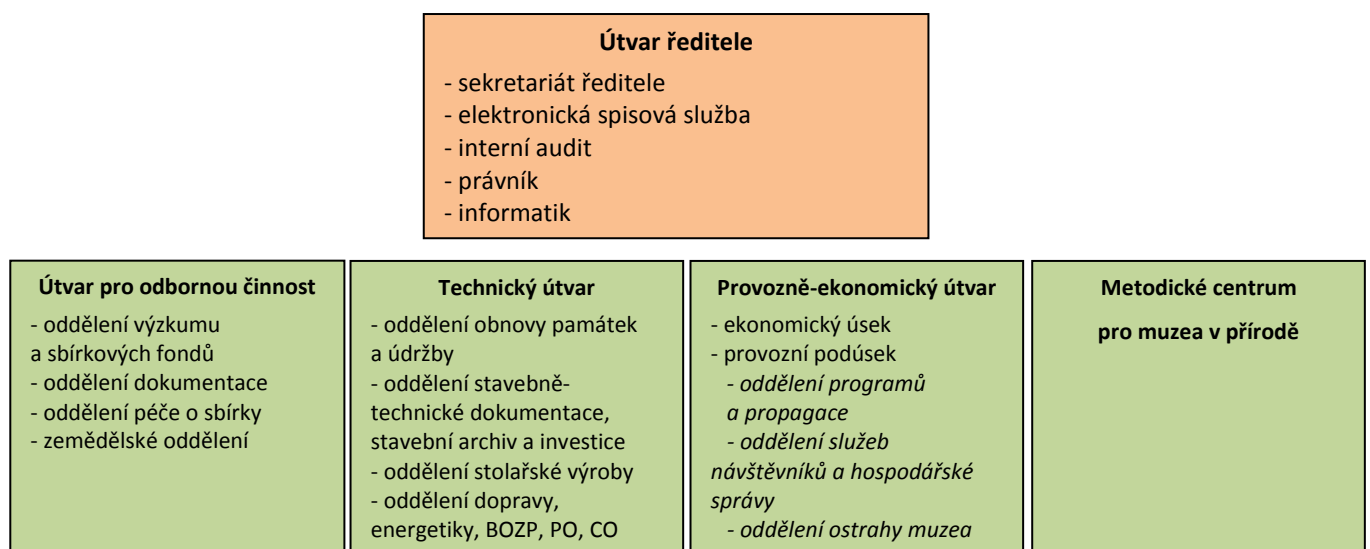 Útvar ředitele
- sekretariát ředitele
- elektronická spisová služba
- interní audit
- právník
- informatik
Útvar pro odbornou činnost
- oddělení výzkumu
a sbírkových fondů
- oddělení dokumentace
- oddělení péče o sbírky
- zemědělské oddělení
Technický útvar
- oddělení obnovy památek
a údržby
- oddělení stavebně-
technické dokumentace,
stavební archiv a investice
- oddělení stolařské výroby
- oddělení dopravy,
energetiky, BOZP, PO, CO
Provozně-ekonomický útvar
- ekonomický úsek
- provozní podúsek
- oddělení programů
a propagace
- oddělení služeb
návštěvníků a hospodářské
správy
- oddělení ostrahy muzea
Metodické centrum
pro muzea v přírodě